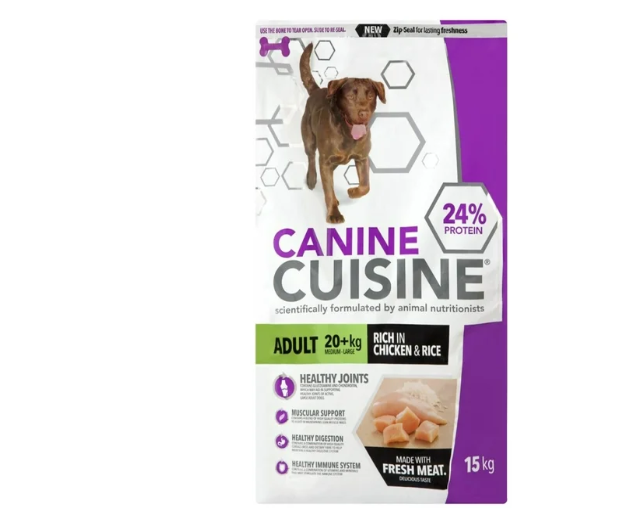 USE THE BONE TO TEAR OPEN. SLIDE TO RE-SEAL.
NEW Zip-Seal for lasting freshness
24%
PROTEIN
CANINE
CUISINE®
scientifically formulated by animal nutritionists
ADULT 20+kg
MEDIUM - LARGE
RICH IN
CHICKEN & RICE
HEALTHY JOINTS
MUSCULAR SUPPORT
HEALTHY DIGESTION
HEALTHY IMMUNE SYSTEM
MADE WITH
FRESH MEAT.
DELICIOUS TASTE
15kg